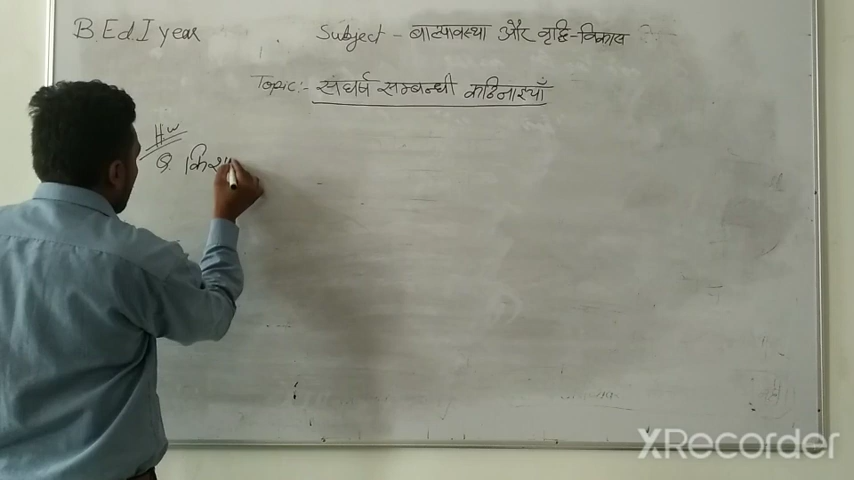 B.Ed. I year
Subject - बाल्यावस्था और वृद्धि-विकास
Topic:- संघर्ष सम्बन्धी कठिनाइयाँ
Hw
Q. किश
XRecorder